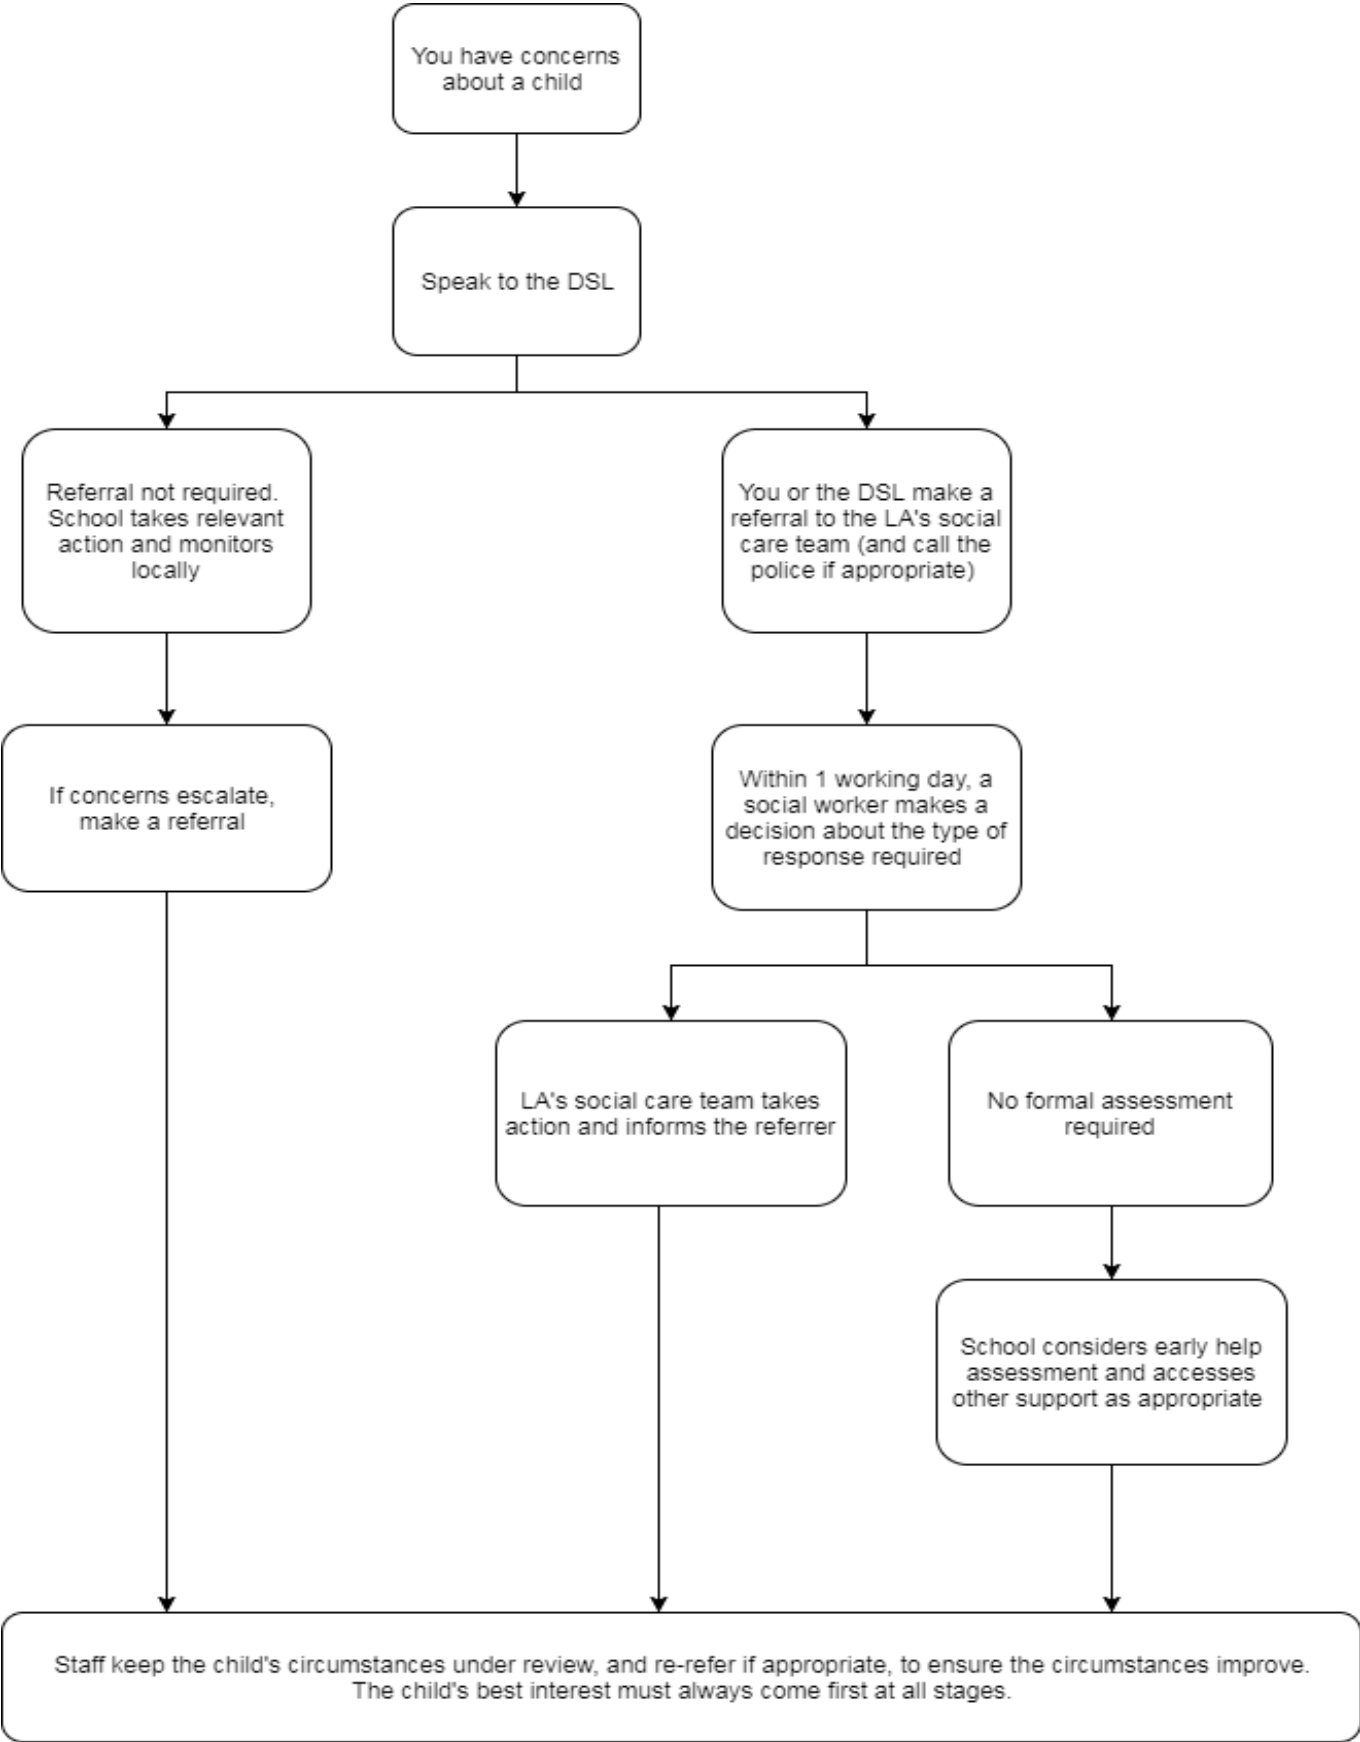 You have concerns
about a child
Speak to the DSL
Referral not required.
School takes relevant
action and monitors
locally
You or the DSL make a
referral to the LA's social
care team (and call the
police if appropriate)
If concerns escalate,
make a referral
Within 1 working day, a
social worker makes a
decision about the type of
response required
LA's social care team takes
action and informs the referrer
No formal assessment
required
School considers early help
assessment and accesses
other support as appropriate
Staff keep the child's circumstances under review, and re-refer if appropriate, to ensure the circumstances improve.
The child's best interest must always come first at all stages.